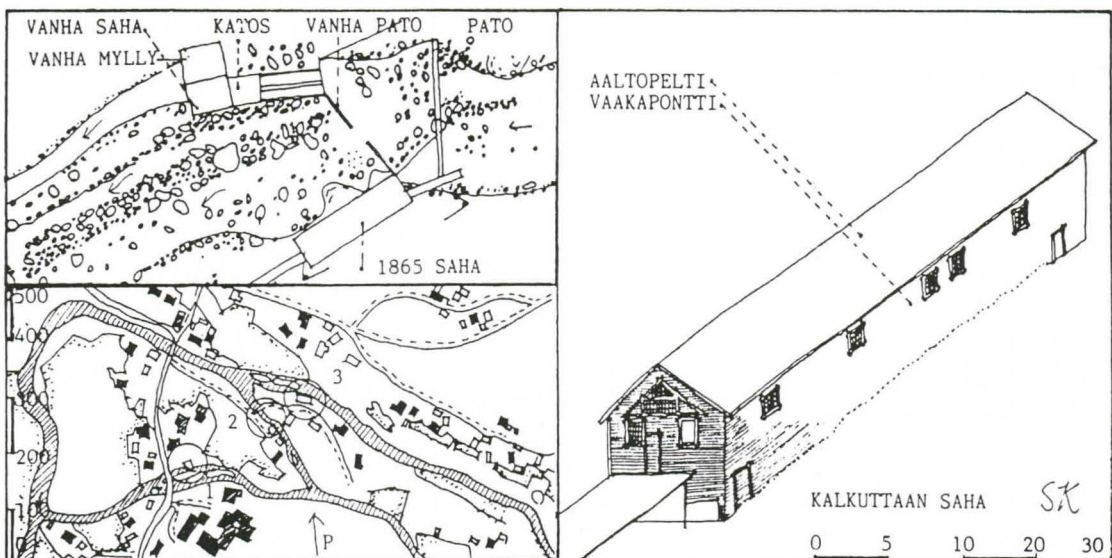 VANHA SAHA KATOS VANHA PATO PATO
VANHA MYLLY
1865 SAHA
500
400
300
200
100
0
1
2
3
P
AALTOPELTI
VAAKAPONTTI
KALKUTTAAN SAHA SK
0 5 10 20 30